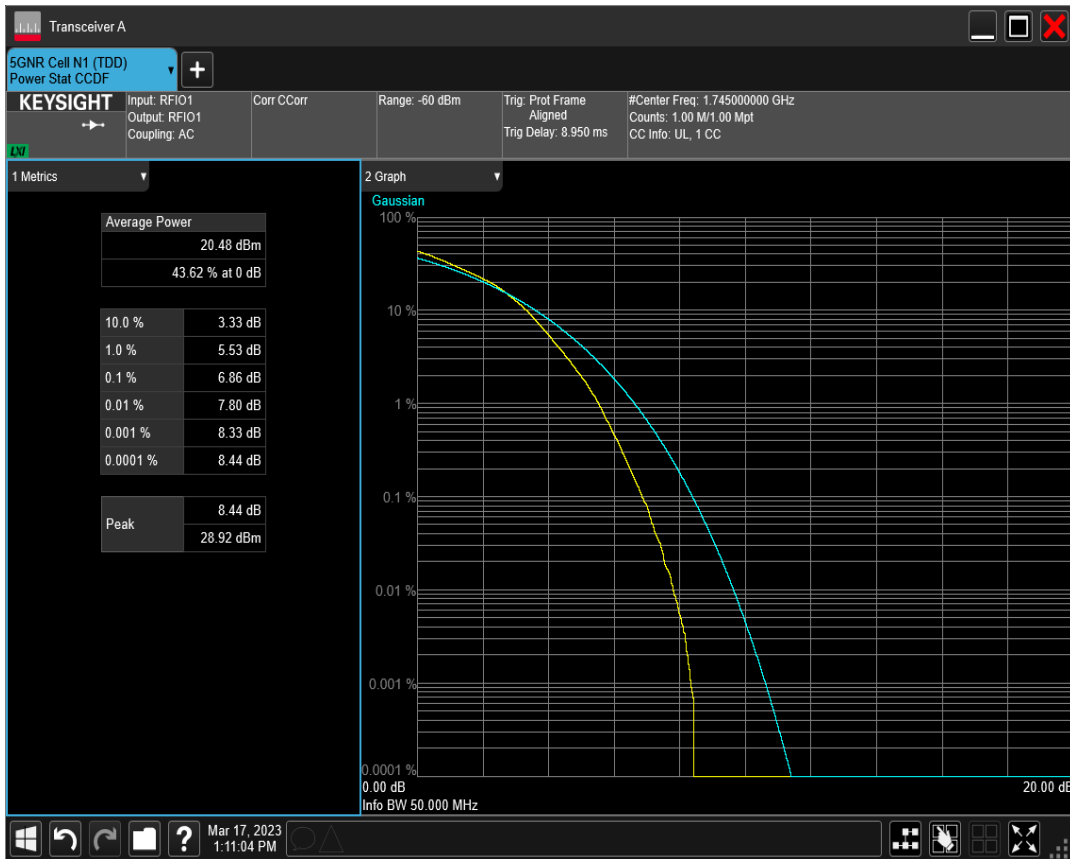 Transceiver A
5GNR Cell N1 (TDD)
Power Stat CCDF
KEYSIGHT
LXI
Input: RFIO1
Output: RFIO1
Coupling: AC
Corr CCorr
Range: -60 dBm
Trig: Prot Frame
Aligned
Trig Delay: 8.950 ms
#Center Freq: 1.745000000 GHz
Counts: 1.00 M/1.00 Mpt
CC Info: UL, 1 CC
1 Metrics
Average Power
20.48 dBm
43.62 % at 0 dB
10.0 % 3.33 dB
1.0 % 5.53 dB
0.1 % 6.86 dB
0.01 % 7.80 dB
0.001 % 8.33 dB
0.0001 % 8.44 dB
Peak 8.44 dB
28.92 dBm
2 Graph
Gaussian
100 %
10 %
1 %
0.1 %
0.01 %
0.001 %
0.0001 %
0.00 dB 20.00 dB
Info BW 50.000 MHz
?
Mar 17, 2023
1:11:04 PM